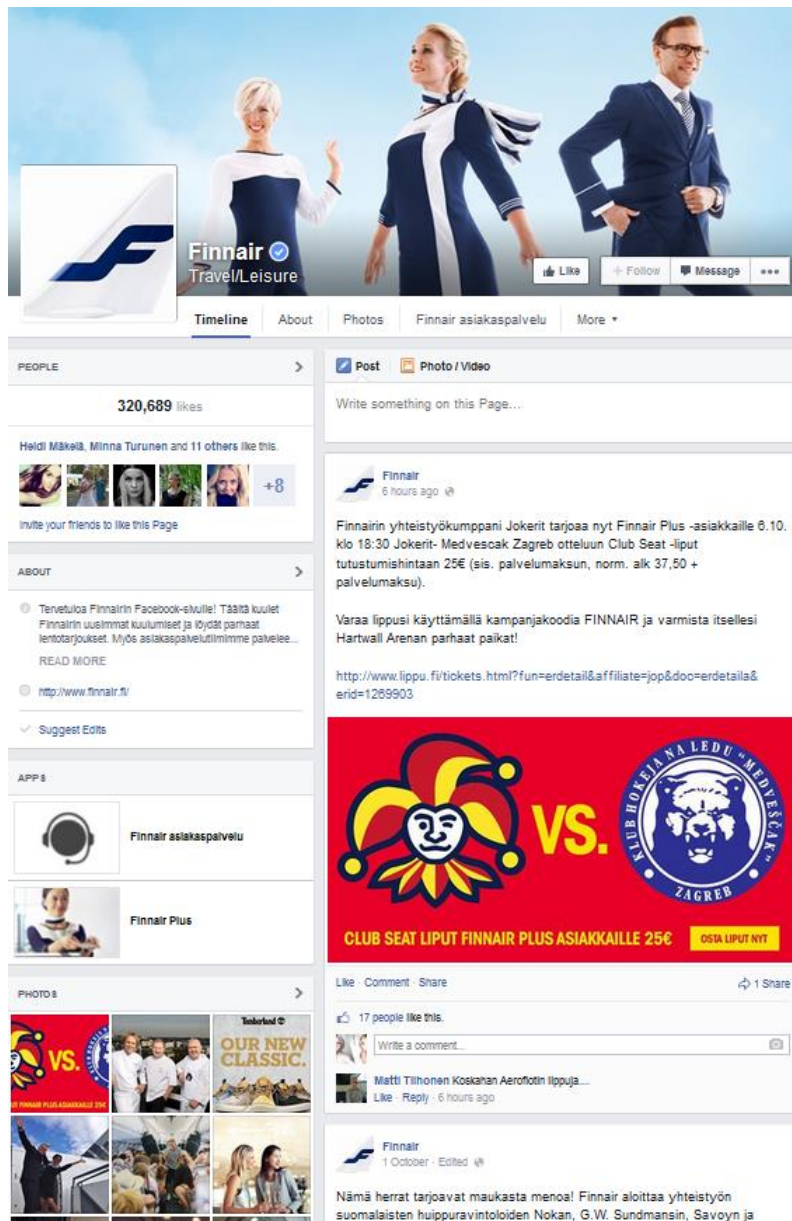 Finnair
Travel/Leisure
Like
+ Follow
Message
Timeline
About
Photos
Finnair asiakaspalvelu
More
PEOPLE
320,689 likes
Heidi Mäkelä, Minna Turunen and 11 others like this.
+8
Invite your friends to like this Page
ABOUT
Tervetuloa Finnairin Facebook-sivulle! Täältä kuulet
Finnairin uusimmat kuulumiset ja löydät parhaat
lentotarjoukset. Myös asiakaspalvelutiimimme palvelee...
READ MORE
http://www.finnair.fi/
Suggest Edits
APPS
Finnair asiakaspalvelu
Finnair Plus
PHOTOS
VS.
Timberland
OUR NEW
CLASSIC.
Post
Photo / Video
Write something on this Page...
Finnair
6 hours ago
Finnairin yhteistyökumppani Jokerit tarjoaa nyt Finnair Plus -asiakkaille 6.10.
klo 18:30 Jokerit- Medvescak Zagreb otteluun Club Seat -liput
tutustumishintaan 25€ (sis. palvelumaksun, norm. alk 37,50 +
palvelumaksu).
Varaa lippusi käyttämällä kampanjakoodia FINNAIR ja varmista itsellesi
Hartwall Arenan parhaat paikat!
http://www.lippu.fi/tickets.html?fun=erdetail&affiliate=jop&doc=erdetaila&
erid=1269903
VS.
KLUB HOKEJA NA LEDU "MEDVEŠČAK"
ZAGREB
CLUB SEAT LIPUT FINNAIR PLUS ASIAKKAILLE 25€
OSTA LIPUT NYT
Like · Comment · Share
1 Share
17 people like this.
Write a comment...
Matti Tiihonen Koskahan Aeroflotin lippuja....
Like · Reply · 6 hours ago
Finnair
1 October · Edited
Nämä herrat tarjoavat maukasta menoa! Finnair aloittaa yhteistyön
suomalaisten huippuravintoloiden Nokan, G.W. Sundmansin, Savoyn ja